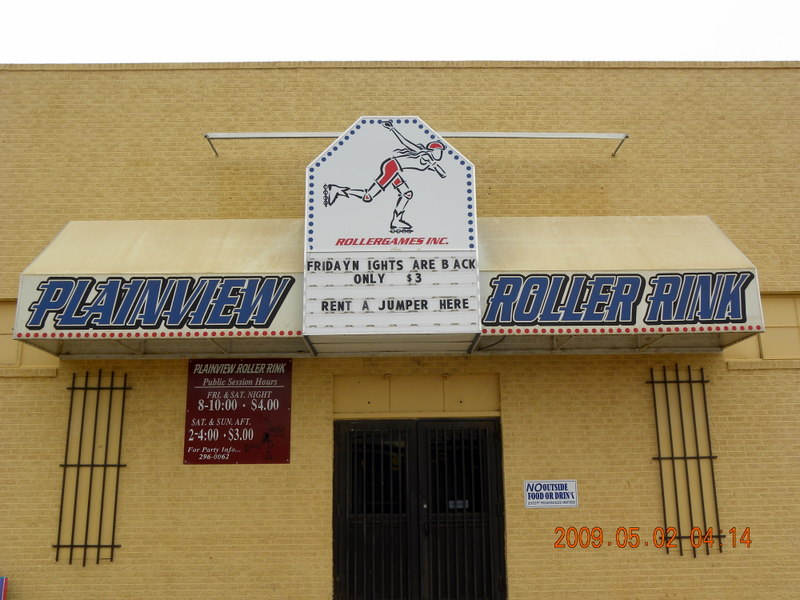 ROLLERGAMES INC.
FRIDAYN IGHTS ARE B ACK
ONLY $3
RENT A JUMPER HERE
PLAINVIEW
ROLLER RINK
PLAINVIEW ROLLER RINK
Public Session Hours
FRI. & SAT. NIGHT
8-10:00 · $4.00
SAT. & SUN. AFT.
2-4:00 · $3.00
For Party Info...
296-0062
NO OUTSIDE
FOOD OR DRINK
2009.05.02 04:14